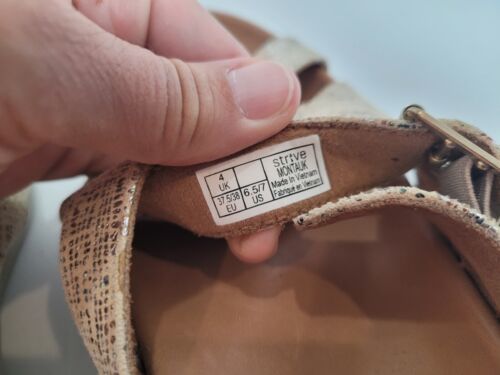 4
UK
37.5/38
EU
6.5/7
US
strive
MONTAUK
Made in Vietnam
Fabriqué en Vietnam